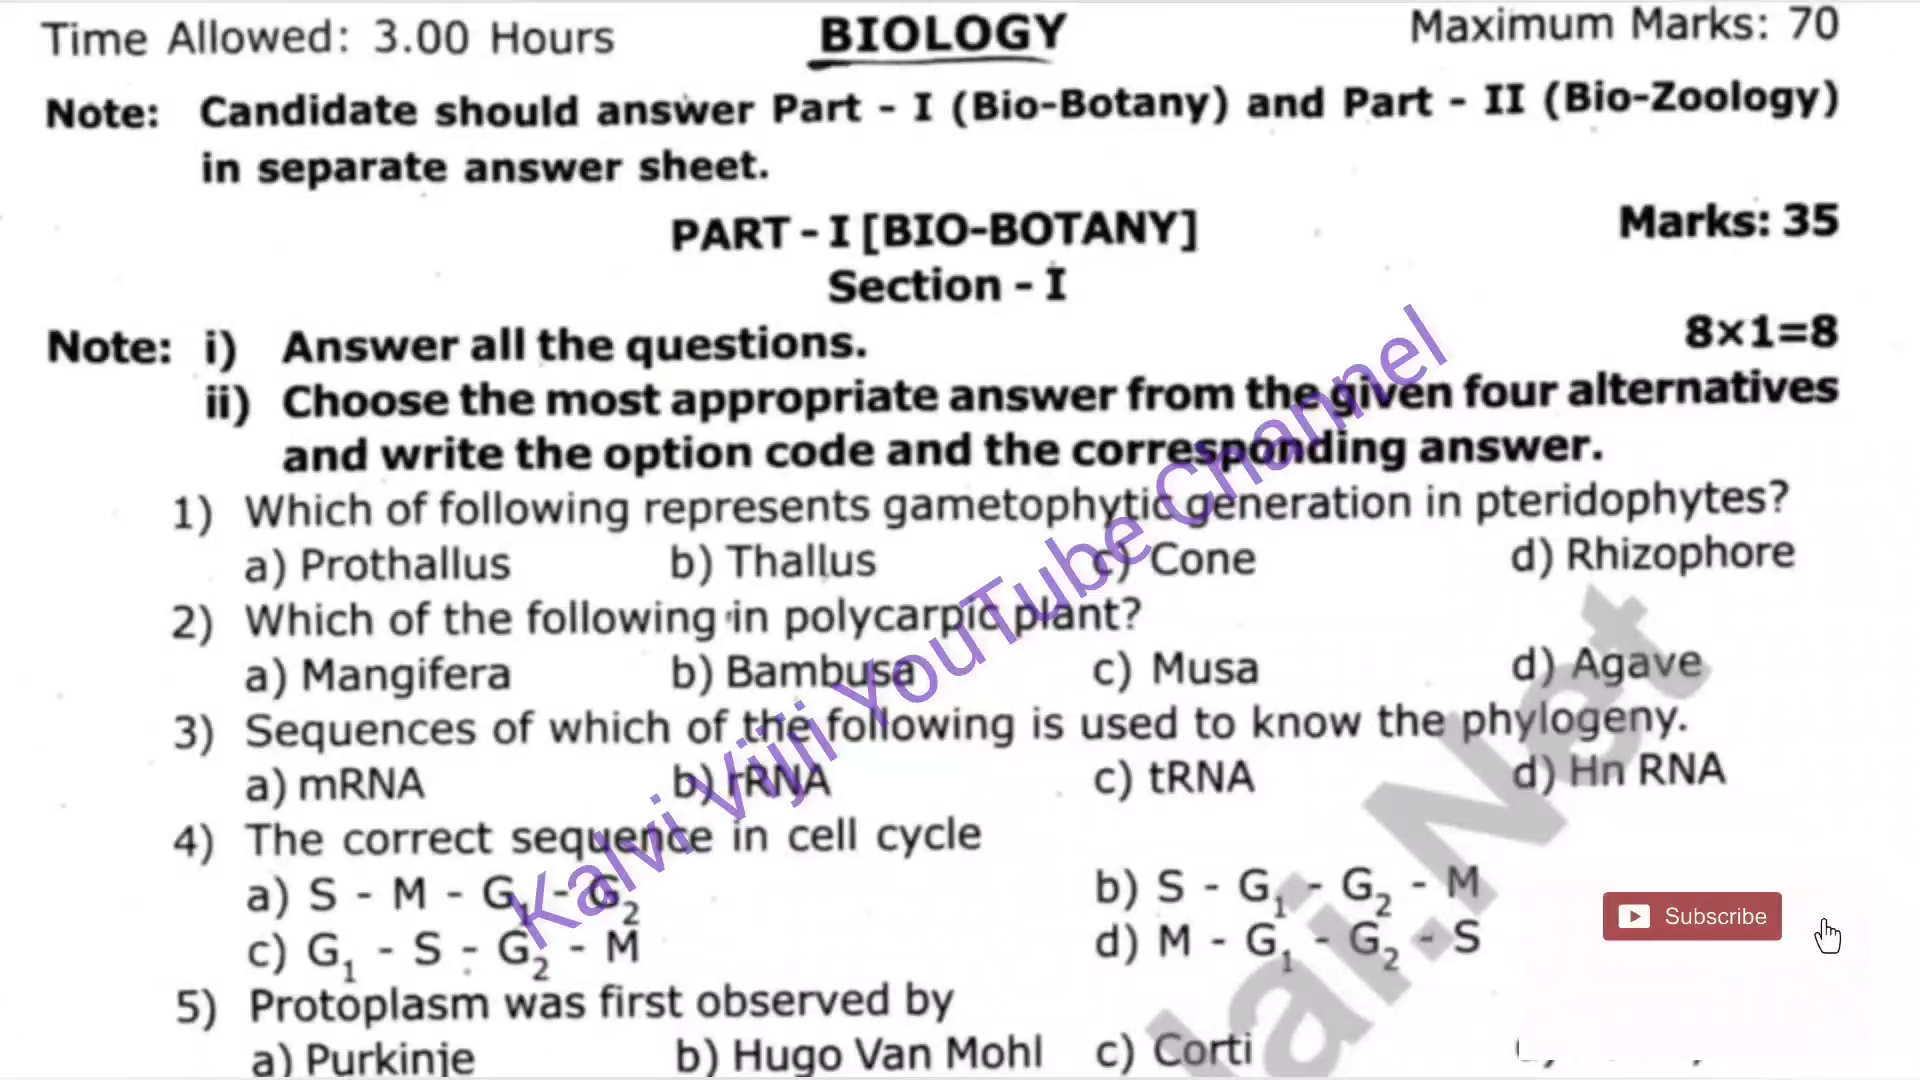 Time Allowed: 3.00 Hours BIOLOGY Maximum Marks: 70
Note: Candidate should answer Part - I (Bio-Botany) and Part - II (Bio-Zoology)
in separate answer sheet.
PART - I [BIO-BOTANY] Marks: 35
Section - I
Note: i) Answer all the questions. 8×1=8
ii) Choose the most appropriate answer from the given four alternatives
and write the option code and the corresponding answer.
1) Which of following represents gametophytic generation in pteridophytes?
a) Prothallus b) Thallus c) Cone d) Rhizophore
2) Which of the following in polycarpic plant?
a) Mangifera b) Bambusa c) Musa d) Agave
3) Sequences of which of the following is used to know the phylogeny.
a) mRNA b) rRNA c) tRNA d) Hn RNA
4) The correct sequence in cell cycle
a) S - M - G₁ - G₂ b) S - G₁ - G₂ - M
c) G₁ - S - G₂ - M d) M - G₁ - G₂ - S
5) Protoplasm was first observed by
a) Purkinje b) Hugo Van Mohl c) Corti
Kalvi Vijji YouTube Channel
lai.Net
Subscribe